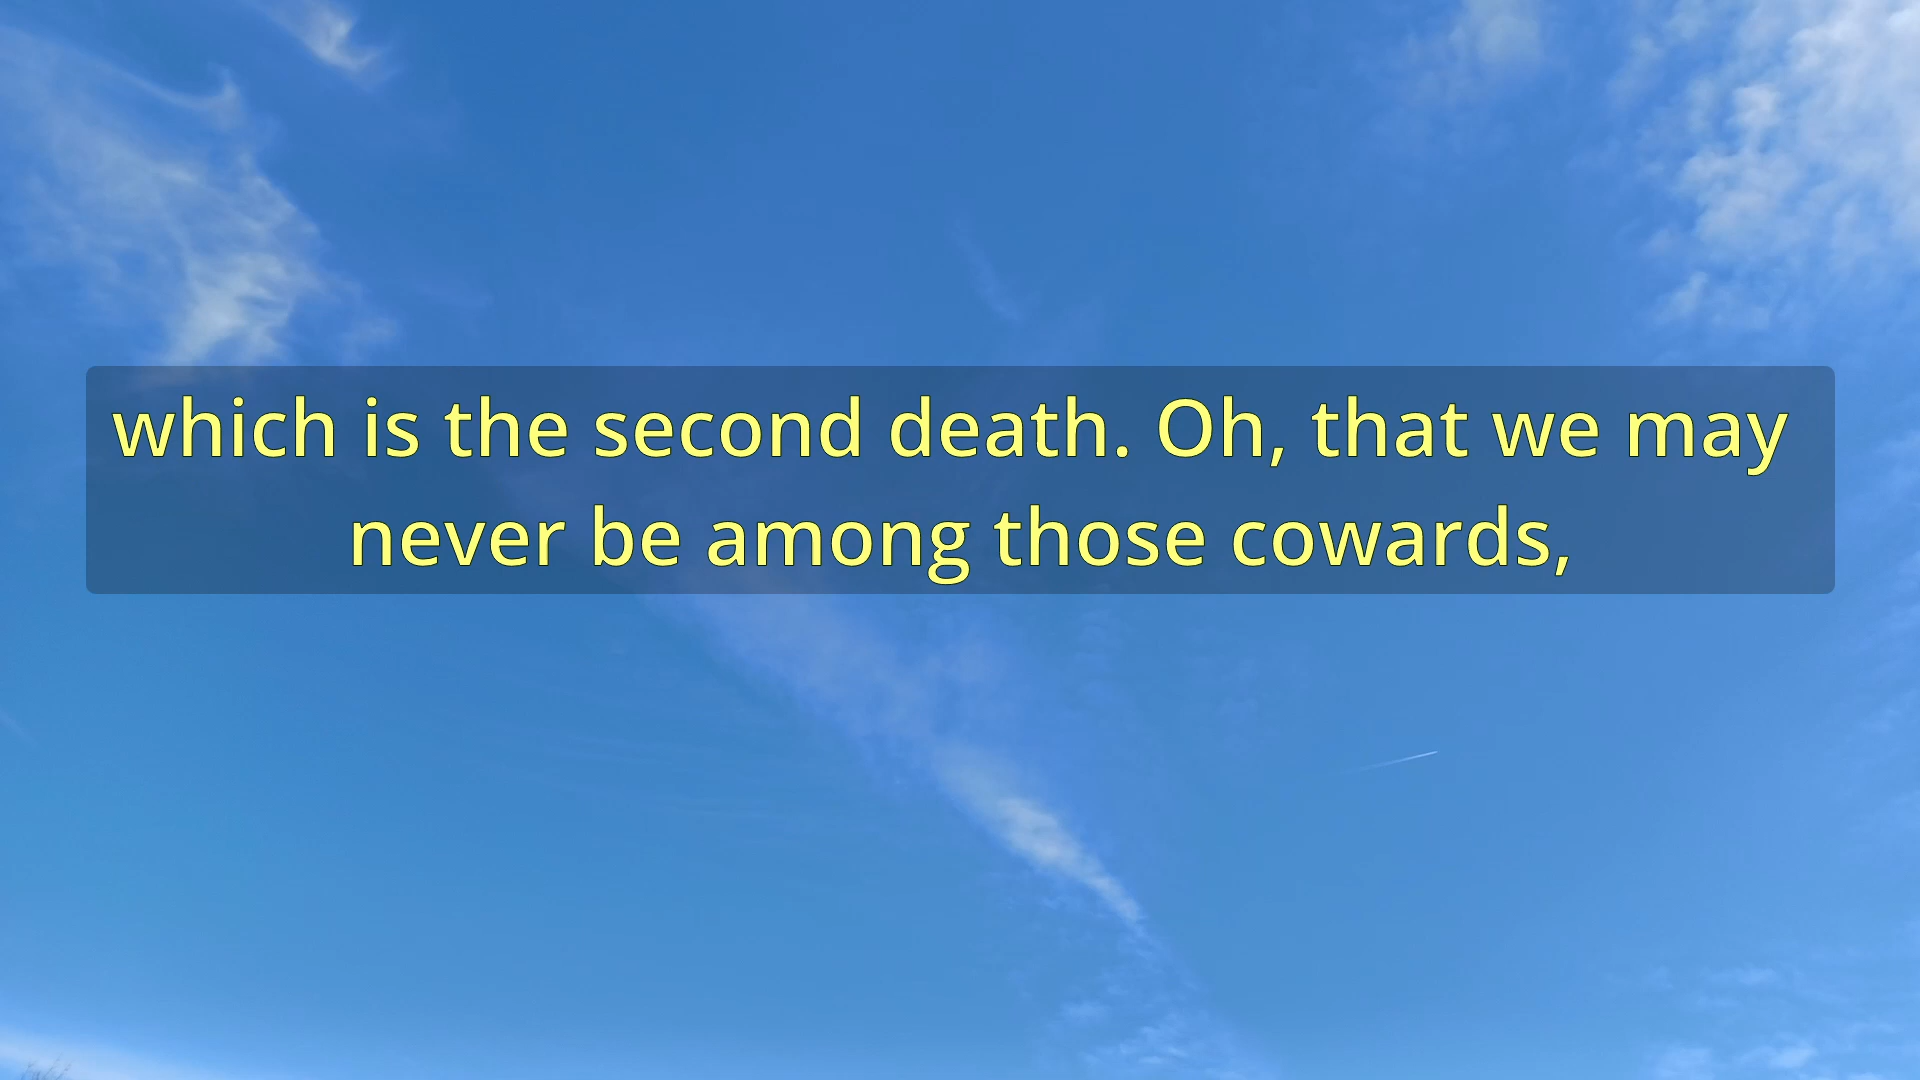 which is the second death. Oh, that we may
never be among those cowards,